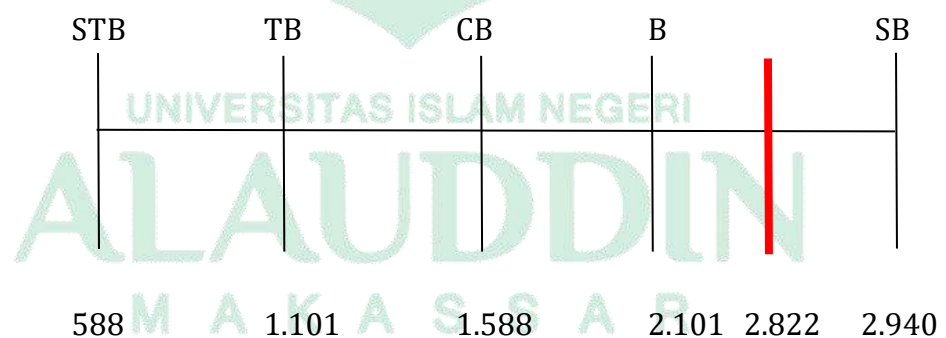 STB TB CB B SB
UNIVERSITAS ISLAM NEGERI
ALAUDDIN
MAKASSAR
588 1.101 1.588 2.101 2.822 2.940